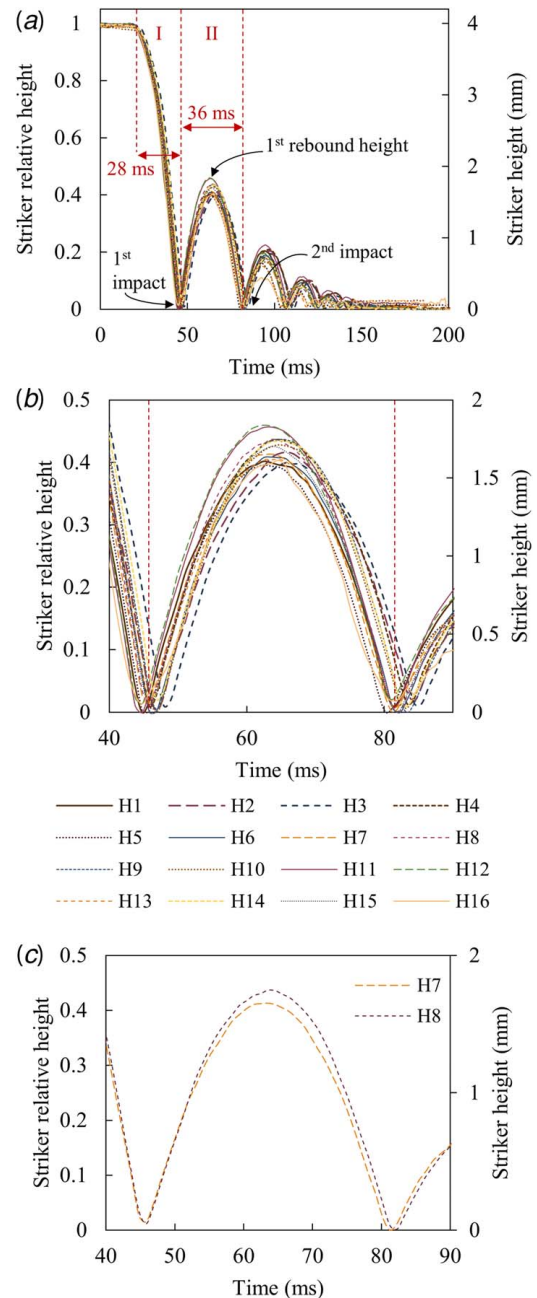 (a)
1
0.8
0.6
0.4
0.2
0
Striker relative height
4
3
2
1
0
Striker height (mm)
I
II
36 ms
28 ms
1st rebound height
1st
impact
2nd impact
0
50
100
150
200
Time (ms)
(b)
0.5
0.4
0.3
0.2
0.1
0
Striker relative height
2
1.5
1
0.5
0
Striker height (mm)
40
60
80
Time (ms)
H1
H2
H3
H4
H5
H6
H7
H8
H9
H10
H11
H12
H13
H14
H15
H16
(c)
0.5
0.4
0.3
0.2
0.1
0
Striker relative height
2
1
0
Striker height (mm)
H7
H8
40
50
60
70
80
90
Time (ms)